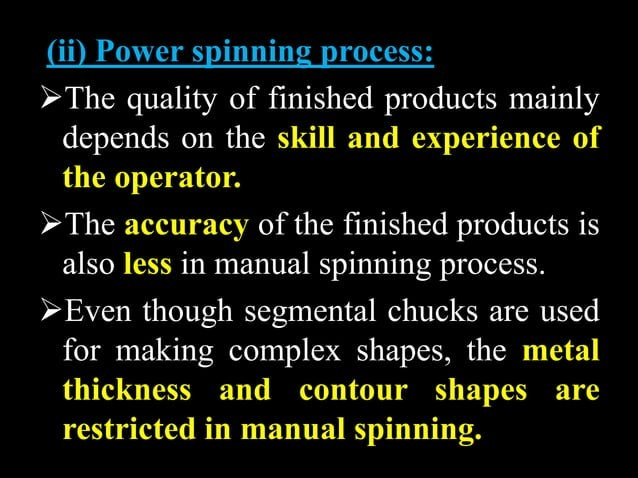 (ii) Power spinning process:
➢The quality of finished products mainly
depends on the skill and experience of
the operator.
➢The accuracy of the finished products is
also less in manual spinning process.
➢Even though segmental chucks are used
for making complex shapes, the metal
thickness and contour shapes are
restricted in manual spinning.